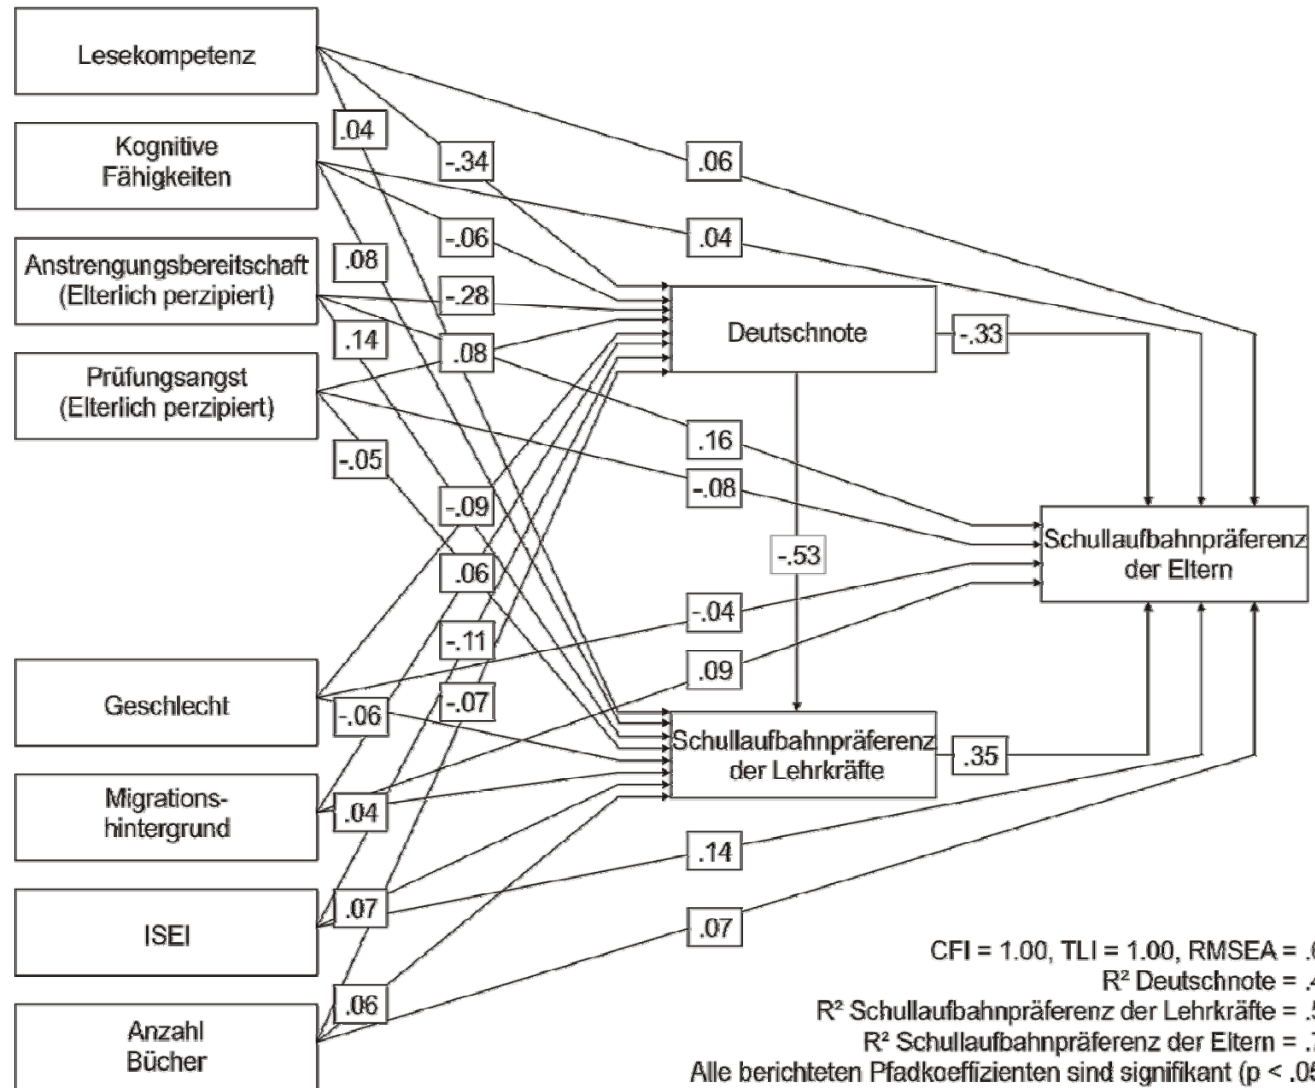 Lesekompetenz
Kognitive
Fähigkeiten
Anstrengungsbereitschaft
(Elterlich perzipiert)
Prüfungsangst
(Elterlich perzipiert)
Geschlecht
Migrations-
hintergrund
ISEI
Anzahl
Bücher
.04
.08
.14
-.05
-.06
.04
.07
.06
-.34
-.06
-.28
.08
-.09
.06
-.11
-.07
Deutschnote
-.53
Schullaufbahnpräferenz
der Lehrkräfte
.06
.04
.16
-.08
-.04
.09
.14
.07
-.33
.35
Schullaufbahnpräferenz
der Eltern
CFI = 1.00, TLI = 1.00, RMSEA =
R² Deutschnote =
R² Schullaufbahnpräferenz der Lehrkräfte =
R² Schullaufbahnpräferenz der Eltern =
Alle berichteten Pfadkoeffizienten sind signifikant (p < .05